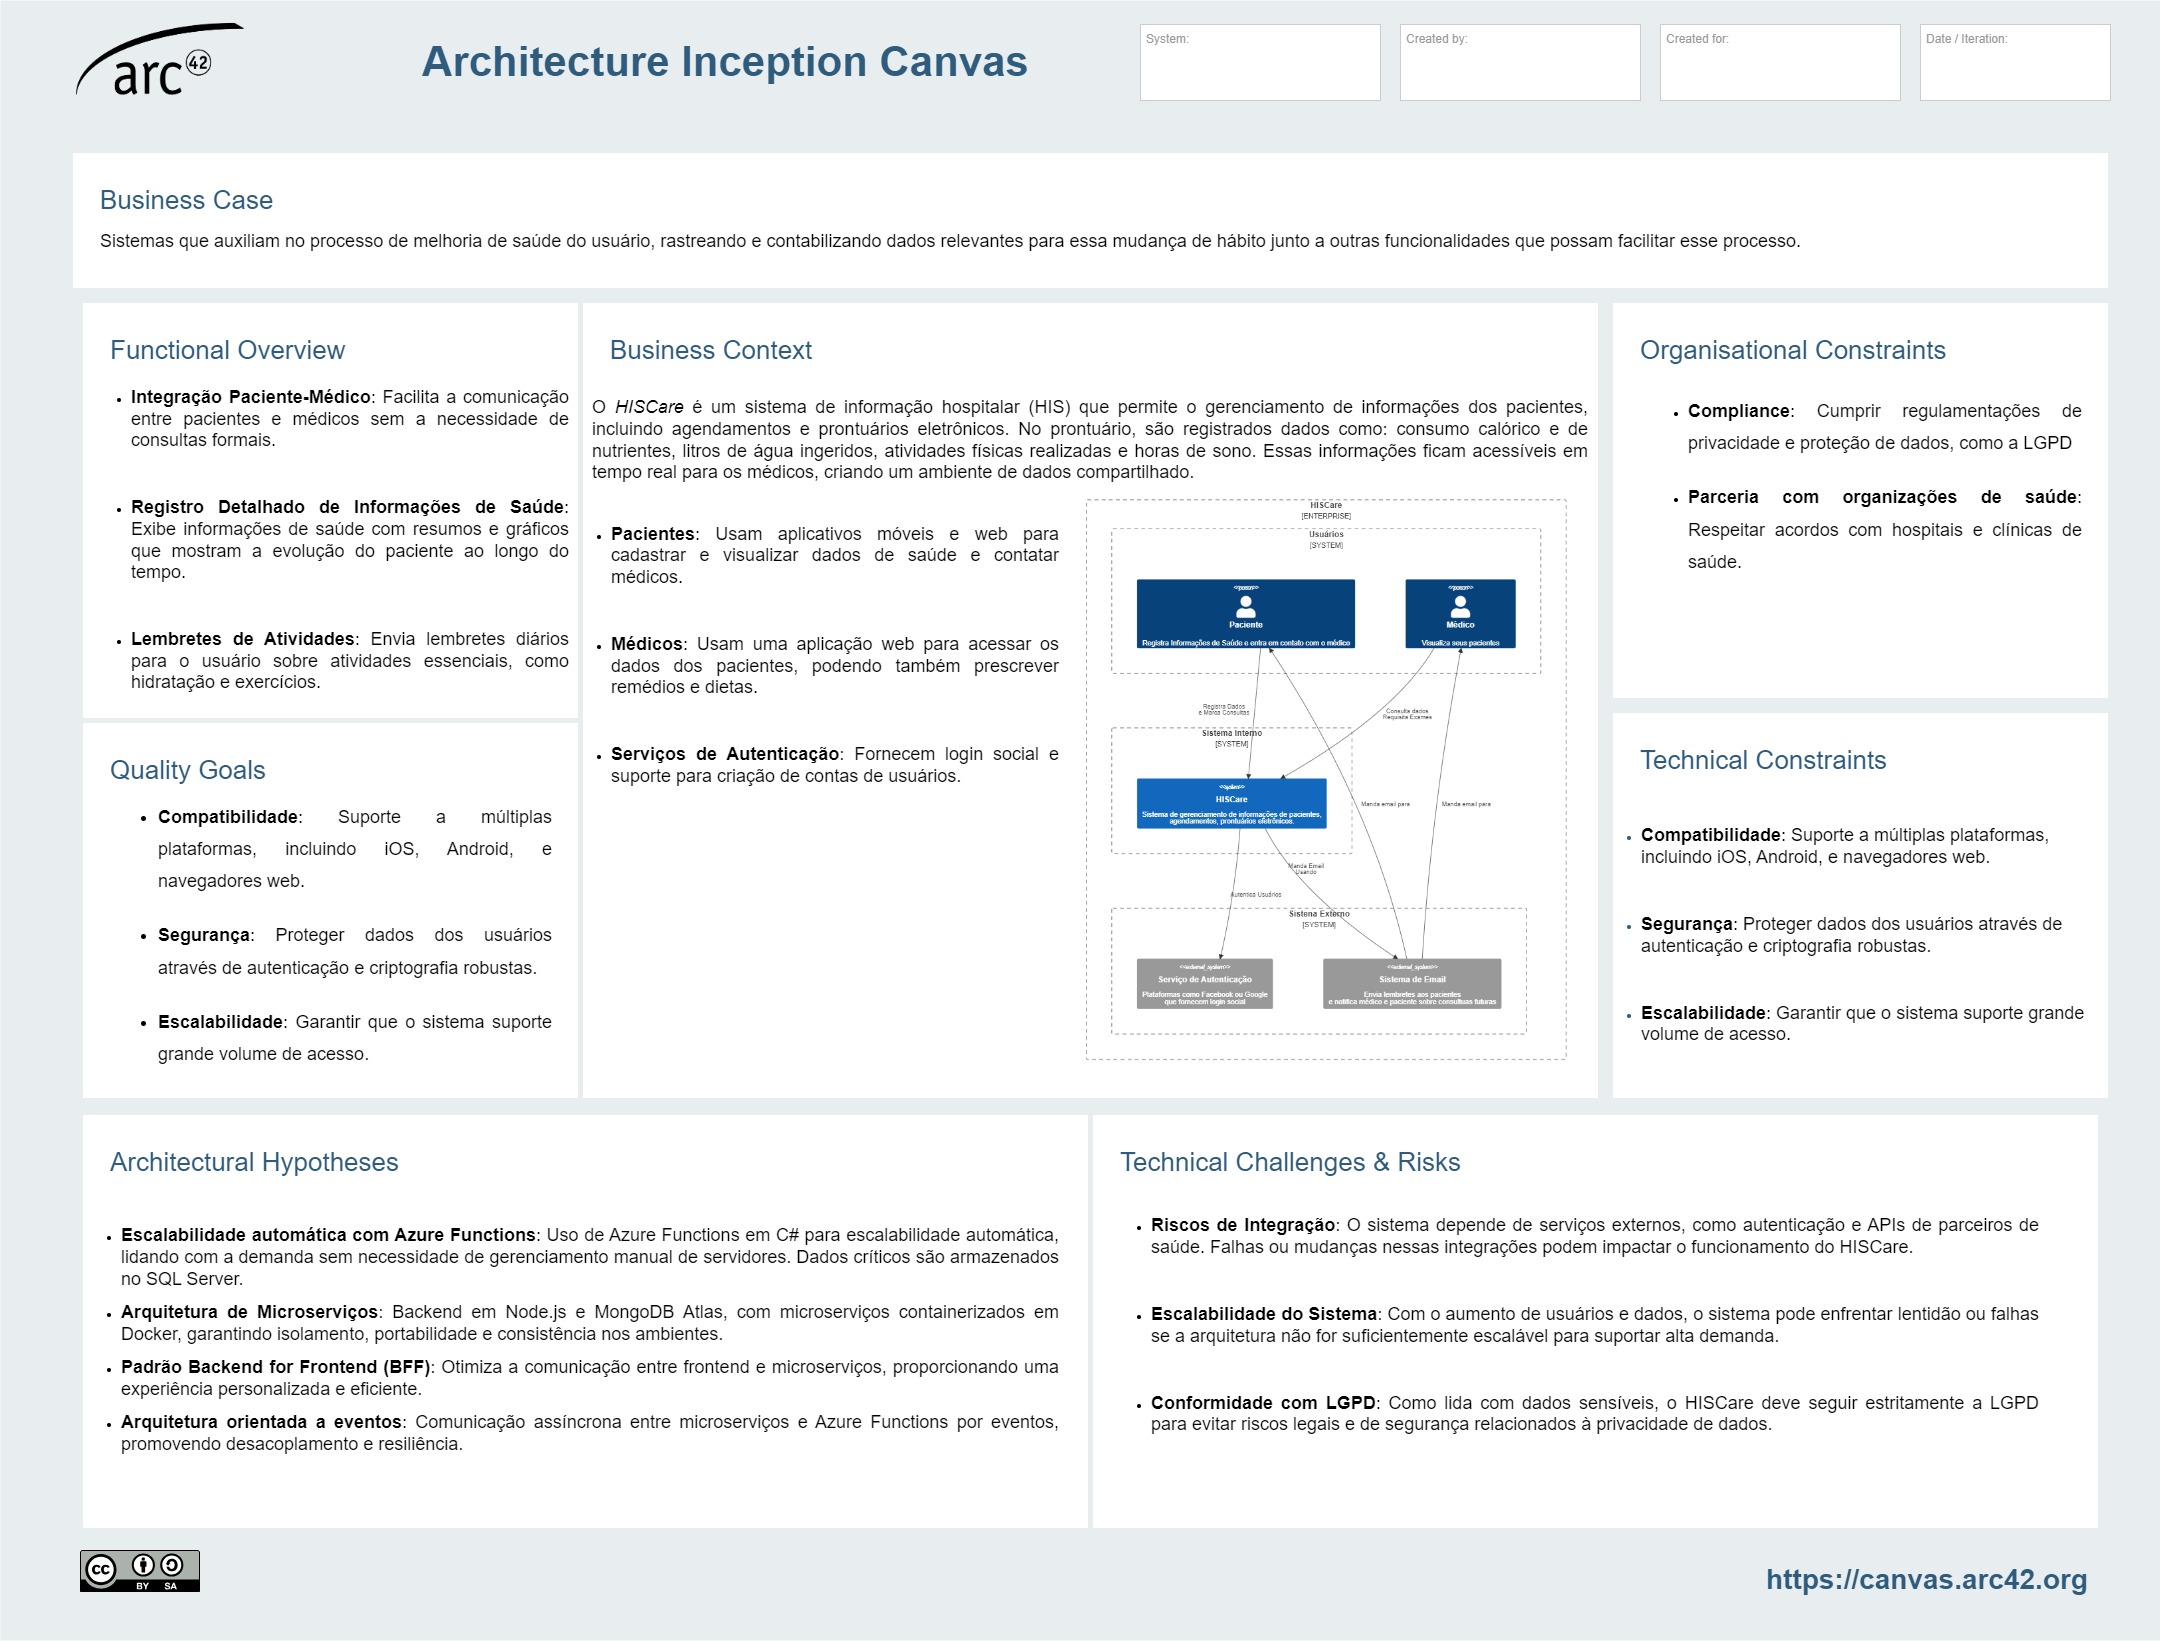 arc 42
Architecture Inception Canvas
System:
Created by:
Created for:
Date / Iteration:
Business Case
Sistemas que auxiliam no processo de melhoria de saúde do usuário, rastreando e contabilizando dados relevantes para essa mudança de hábito junto a outras funcionalidades que possam facilitar esse processo.
Functional Overview
• Integração Paciente-Médico: Facilita a comunicação
entre pacientes e médicos sem a necessidade de
consultas formais.
• Registro Detalhado de Informações de Saúde:
Exibe informações de saúde com resumos e gráficos
que mostram a evolução do paciente ao longo do
tempo.
• Lembretes de Atividades: Envia lembretes diários
para o usuário sobre atividades essenciais, como
hidratação e exercícios.
Quality Goals
• Compatibilidade: Suporte a múltiplas
plataformas, incluindo iOS, Android, e
navegadores web.
• Segurança: Proteger dados dos usuários
através de autenticação e criptografia robustas.
• Escalabilidade: Garantir que o sistema suporte
grande volume de acesso.
Business Context
O HISCare é um sistema de informação hospitalar (HIS) que permite o gerenciamento de informações dos pacientes,
incluindo agendamentos e prontuários eletrônicos. No prontuário, são registrados dados como: consumo calórico e de
nutrientes, litros de água ingeridos, atividades físicas realizadas e horas de sono. Essas informações ficam acessíveis em
tempo real para os médicos, criando um ambiente de dados compartilhado.
• Pacientes: Usam aplicativos móveis e web para
cadastrar e visualizar dados de saúde e contatar
médicos.
• Médicos: Usam uma aplicação web para acessar os
dados dos pacientes, podendo também prescrever
remédios e dietas.
• Serviços de Autenticação: Fornecem login social e
suporte para criação de contas de usuários.
HISCare
[ENTERPRISE]
Usuários
[SYSTEM]
<<person>>
Paciente
Registra Informações de Saúde e entra em contato com o médico
<<person>>
Médico
Visualiza seus pacientes
Registra Dados
e Marca Consultas
Consulta dados
Requisita Exames
Sistema Interno
[SYSTEM]
<<system>>
HISCare
Sistema de gerenciamento de informações de pacientes,
agendamentos, prontuários eletrônicos.
Manda email para
Manda email para
Manda Email
Usando
Autentica Usuários
Sistena Externo
[SYSTEM]
<<external_system>>
Serviço de Autenticação
Plataformas como Facebook ou Google
que fornecem login social
<<external_system>>
Sistema de Email
Envia lembretes aos pacientes
e notifica médico e paciente sobre consultuas futuras
Organisational Constraints
• Compliance: Cumprir regulamentações de
privacidade e proteção de dados, como a LGPD
• Parceria com organizações de saúde:
Respeitar acordos com hospitais e clínicas de
saúde.
Technical Constraints
• Compatibilidade: Suporte a múltiplas plataformas,
incluindo iOS, Android, e navegadores web.
• Segurança: Proteger dados dos usuários através de
autenticação e criptografia robustas.
• Escalabilidade: Garantir que o sistema suporte grande
volume de acesso.
Architectural Hypotheses
• Escalabilidade automática com Azure Functions: Uso de Azure Functions em C# para escalabilidade automática,
lidando com a demanda sem necessidade de gerenciamento manual de servidores. Dados críticos são armazenados
no SQL Server.
• Arquitetura de Microserviços: Backend em Node.js e MongoDB Atlas, com microserviços containerizados em
Docker, garantindo isolamento, portabilidade e consistência nos ambientes.
• Padrão Backend for Frontend (BFF): Otimiza a comunicação entre frontend e microserviços, proporcionando uma
experiência personalizada e eficiente.
• Arquitetura orientada a eventos: Comunicação assíncrona entre microserviços e Azure Functions por eventos,
promovendo desacoplamento e resiliência.
Technical Challenges & Risks
• Riscos de Integração: O sistema depende de serviços externos, como autenticação e APIs de parceiros de
saúde. Falhas ou mudanças nessas integrações podem impactar o funcionamento do HISCare.
• Escalabilidade do Sistema: Com o aumento de usuários e dados, o sistema pode enfrentar lentidão ou falhas
se a arquitetura não for suficientemente escalável para suportar alta demanda.
• Conformidade com LGPD: Como lida com dados sensíveis, o HISCare deve seguir estritamente a LGPD
para evitar riscos legais e de segurança relacionados à privacidade de dados.
cc BY SA
https://canvas.arc42.org